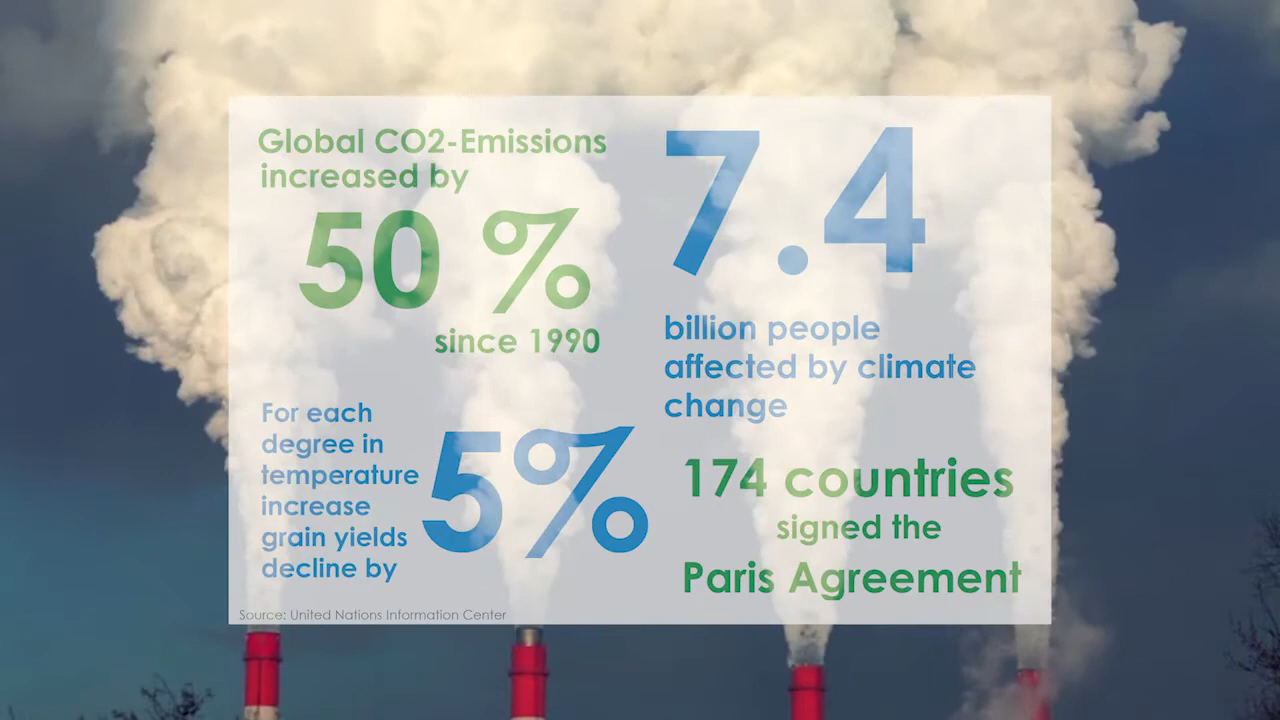 Global CO2-Emissions
increased by
50 %
since 1990
7.4
billion people
affected by climate
change
For each
degree in
temperature
increase
grain yields
decline by
5%
174 countries
signed the
Paris Agreement
Source: United Nations Information Center